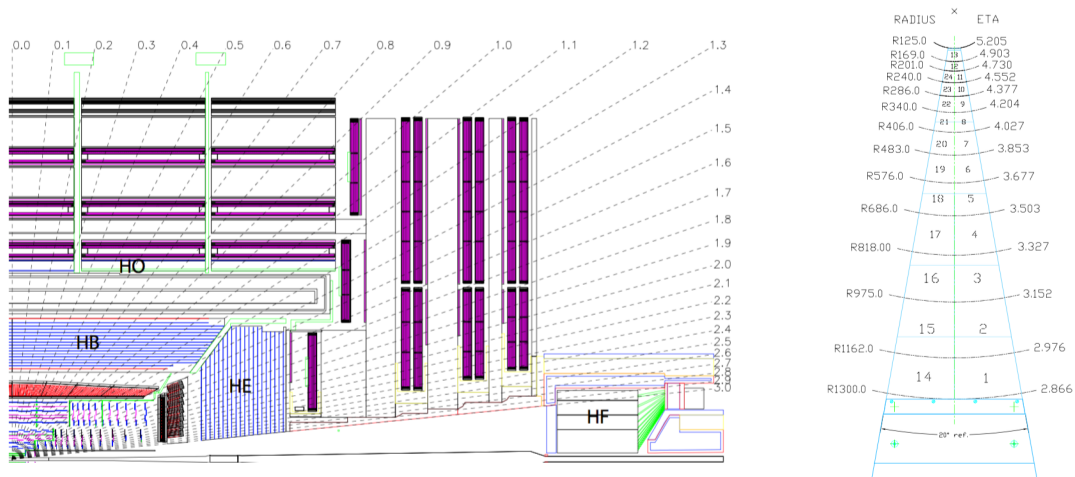 0.0 0.1 0.2 0.3 0.4 0.5 0.6 0.7 0.8 0.9 1.0 1.1 1.2 1.3
1.4
1.5
1.6
1.7
1.8
1.9
2.0
2.1
2.2
2.3
2.4
2.5
2.6
2.7
2.8
2.9
3.0
HO
HB
HE
HF
RADIUS ETA
R125.0 5.205
R169.0 13 4.903
R201.0 12 4.730
R240.0 24 11 4.552
R286.0 23 10 4.377
R340.0 22 9 4.204
R406.0 21 8 4.027
R483.0 20 7 3.853
R576.0 19 6 3.677
R686.0 18 5 3.503
R818.00 17 4 3.327
R975.0 16 3 3.152
R1162.0 15 2 2.976
R1300.0 14 1 2.866
20° ref.